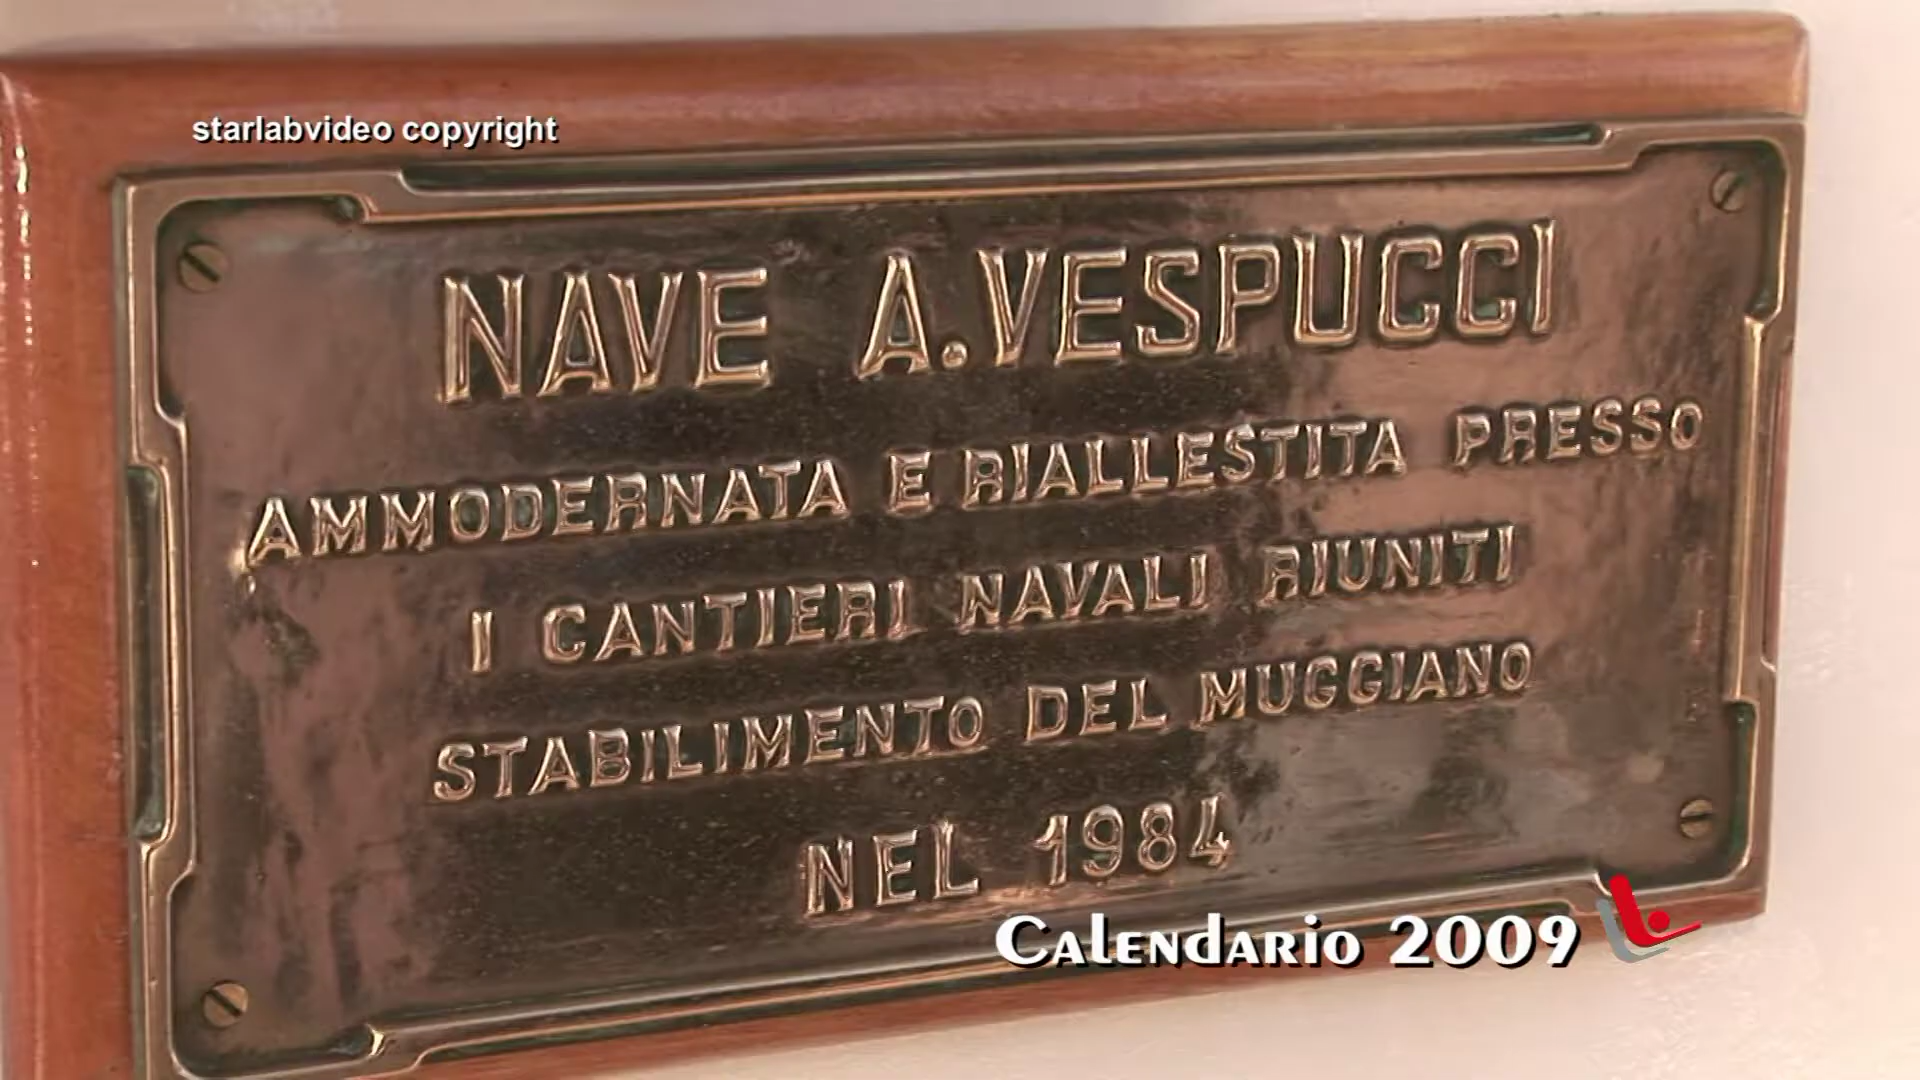 starlabvideo copyright
NAVE A.VESPUCCI
AMMODERNATA E RIALLESTITA PRESSO
I CANTIERI NAVALI RIUNITI
STABILIMENTO DEL MUGGIANO
NEL 1984
Calendario 2009